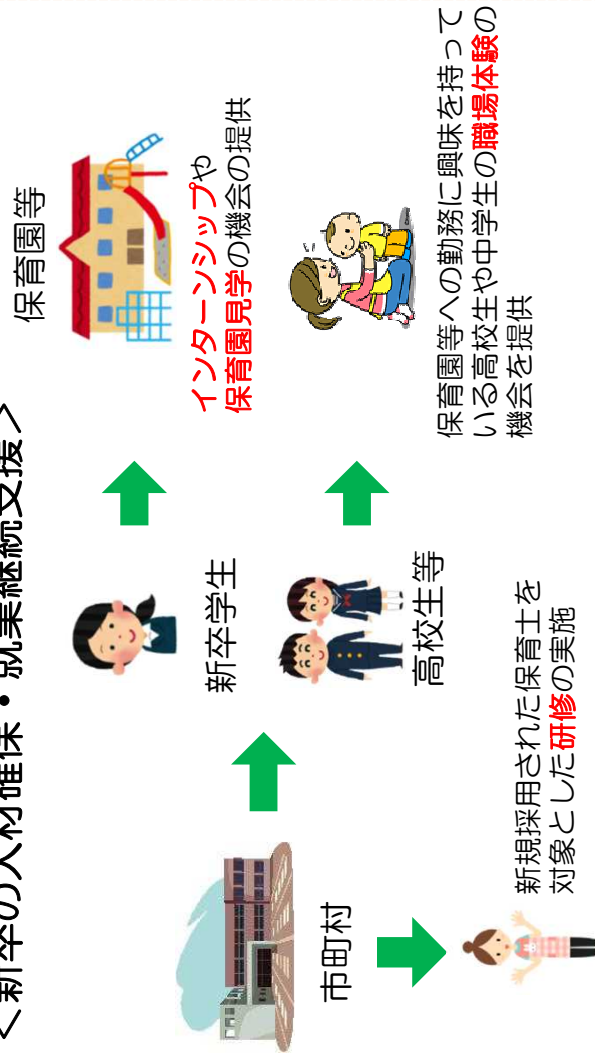 ＜新卒の人材確保・就業継続支援＞
市町村
新卒学生
高校生等
保育園等
インターンシップや
保育園見学の機会の提供
保育園等への勤務に興味を持って
いる高校生や中学生の職場体験の
機会を提供
新規採用された保育士を
対象とした研修の実施